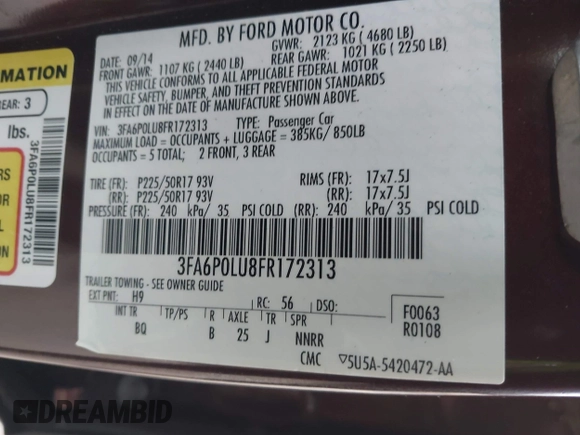 MFD. BY FORD MOTOR CO.
DATE: 09/14 GVWR: 2123 KG ( 4680 LB)
FRONT GAWR: 1107 KG ( 2440 LB) REAR GAWR: 1021 KG ( 2250 LB)
THIS VEHICLE CONFORMS TO ALL APPLICABLE FEDERAL MOTOR
VEHICLE SAFETY, BUMPER, AND THEFT PREVENTION STANDARDS
IN EFFECT ON THE DATE OF MANUFACTURE SHOWN ABOVE.
VIN: 3FA6P0LU8FR172313 TYPE: Passenger Car
MAXIMUM LOAD = OCCUPANTS + LUGGAGE = 385KG/ 850LB
OCCUPANTS = 5 TOTAL; 2 FRONT, 3 REAR
TIRE (FR): P225/50R17 93V RIMS (FR): 17x7.5J
(RR): P225/50R17 93V (RR): 17x7.5J
PRESSURE (FR): 240 kPa/ 35 PSI COLD (RR): 240 kPa/ 35 PSI COLD
3FA6P0LU8FR172313
TRAILER TOWING - SEE OWNER GUIDE
EXT PNT: H9 RC: 56 DSO: F0063
R0108
INT TR TP/PS R AXLE TR SPR
BQ B 25 J NNRR
CMC ▽5U5A-5420472-AA
RMATION
REAR: 3
lbs.
3FA6P0LU8FR172313
DREAMBID